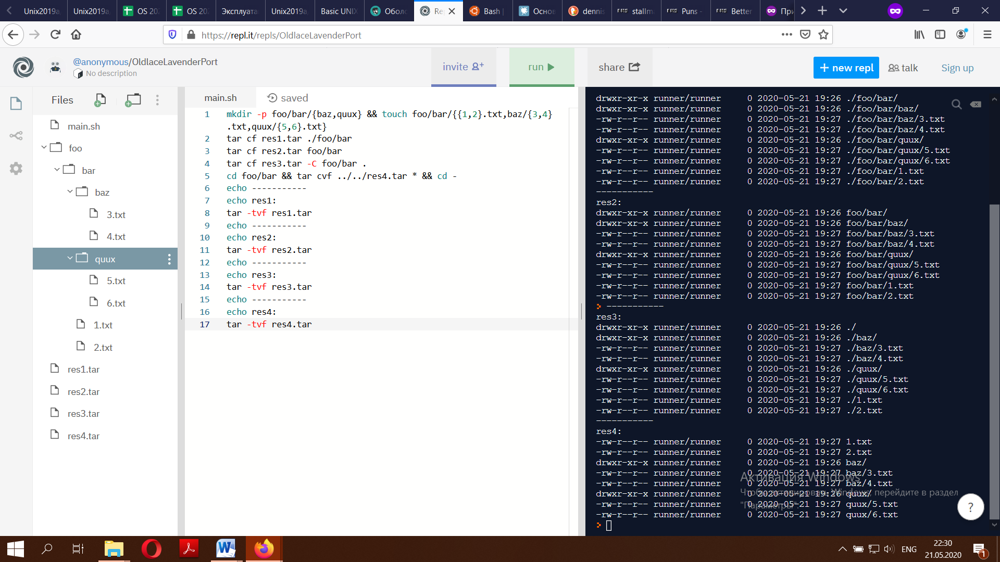 Unix2019a,
Unix2019a,
OS 202
OS 202
Эксплуата
Unix2019a,
Basic UNIX
Оболо
Re
Bash |
Основ
dennis
stallma
Puns -
Better
При
https://repl.it/repls/OldlaceLavenderPort
@anonymous/OldlaceLavenderPort
No description
invite
run
share
+ new repl
talk
Sign up
Files
main.sh
foo
bar
baz
3.txt
4.txt
quux
5.txt
6.txt
1.txt
2.txt
res1.tar
res2.tar
res3.tar
res4.tar
main.sh
saved
1 mkdir -p foo/bar/{baz,quux} && touch foo/bar/{{1,2}.txt,baz/{3,4}
.txt,quux/{5,6}.txt}
2 tar cf res1.tar ./foo/bar
3 tar cf res2.tar foo/bar
4 tar cf res3.tar -C foo/bar .
5 cd foo/bar && tar cvf ../../res4.tar * && cd -
6 echo -----------
7 echo res1:
8 tar -tvf res1.tar
9 echo -----------
10 echo res2:
11 tar -tvf res2.tar
12 echo -----------
13 echo res3:
14 tar -tvf res3.tar
15 echo -----------
16 echo res4:
17 tar -tvf res4.tar
drwxr-xr-x runner/runner 0 2020-05-21 19:26 ./foo/bar/
drwxr-xr-x runner/runner 0 2020-05-21 19:26 ./foo/bar/baz/
-rw-r--r-- runner/runner 0 2020-05-21 19:27 ./foo/bar/baz/3.txt
-rw-r--r-- runner/runner 0 2020-05-21 19:27 ./foo/bar/baz/4.txt
drwxr-xr-x runner/runner 0 2020-05-21 19:26 ./foo/bar/quux/
-rw-r--r-- runner/runner 0 2020-05-21 19:27 ./foo/bar/quux/5.txt
-rw-r--r-- runner/runner 0 2020-05-21 19:27 ./foo/bar/quux/6.txt
-rw-r--r-- runner/runner 0 2020-05-21 19:27 ./foo/bar/1.txt
-rw-r--r-- runner/runner 0 2020-05-21 19:27 ./foo/bar/2.txt
-----------
res2:
drwxr-xr-x runner/runner 0 2020-05-21 19:26 foo/bar/
drwxr-xr-x runner/runner 0 2020-05-21 19:26 foo/bar/baz/
-rw-r--r-- runner/runner 0 2020-05-21 19:27 foo/bar/baz/3.txt
-rw-r--r-- runner/runner 0 2020-05-21 19:27 foo/bar/baz/4.txt
drwxr-xr-x runner/runner 0 2020-05-21 19:26 foo/bar/quux/
-rw-r--r-- runner/runner 0 2020-05-21 19:27 foo/bar/quux/5.txt
-rw-r--r-- runner/runner 0 2020-05-21 19:27 foo/bar/quux/6.txt
-rw-r--r-- runner/runner 0 2020-05-21 19:27 foo/bar/1.txt
-rw-r--r-- runner/runner 0 2020-05-21 19:27 foo/bar/2.txt
-----------
res3:
drwxr-xr-x runner/runner 0 2020-05-21 19:26 ./
drwxr-xr-x runner/runner 0 2020-05-21 19:26 ./baz/
-rw-r--r-- runner/runner 0 2020-05-21 19:27 ./baz/3.txt
-rw-r--r-- runner/runner 0 2020-05-21 19:27 ./baz/4.txt
drwxr-xr-x runner/runner 0 2020-05-21 19:26 ./quux/
-rw-r--r-- runner/runner 0 2020-05-21 19:27 ./quux/5.txt
-rw-r--r-- runner/runner 0 2020-05-21 19:27 ./quux/6.txt
-rw-r--r-- runner/runner 0 2020-05-21 19:27 ./1.txt
-rw-r--r-- runner/runner 0 2020-05-21 19:27 ./2.txt
-----------
res4:
-rw-r--r-- runner/runner 0 2020-05-21 19:27 1.txt
-rw-r--r-- runner/runner 0 2020-05-21 19:27 2.txt
drwxr-xr-x runner/runner 0 2020-05-21 19:26 baz/
-rw-r--r-- runner/runner 0 2020-05-21 19:27 baz/3.txt
-rw-r--r-- runner/runner 0 2020-05-21 19:27 baz/4.txt
drwxr-xr-x runner/runner 0 2020-05-21 19:26 quux/
-rw-r--r-- runner/runner 0 2020-05-21 19:27 quux/5.txt
-rw-r--r-- runner/runner 0 2020-05-21 19:27 quux/6.txt
Активация Windows
Чтобы активировать Windows, перейдите в раздел
"Параметры".
?
ENG
22:30
21.05.2020
1